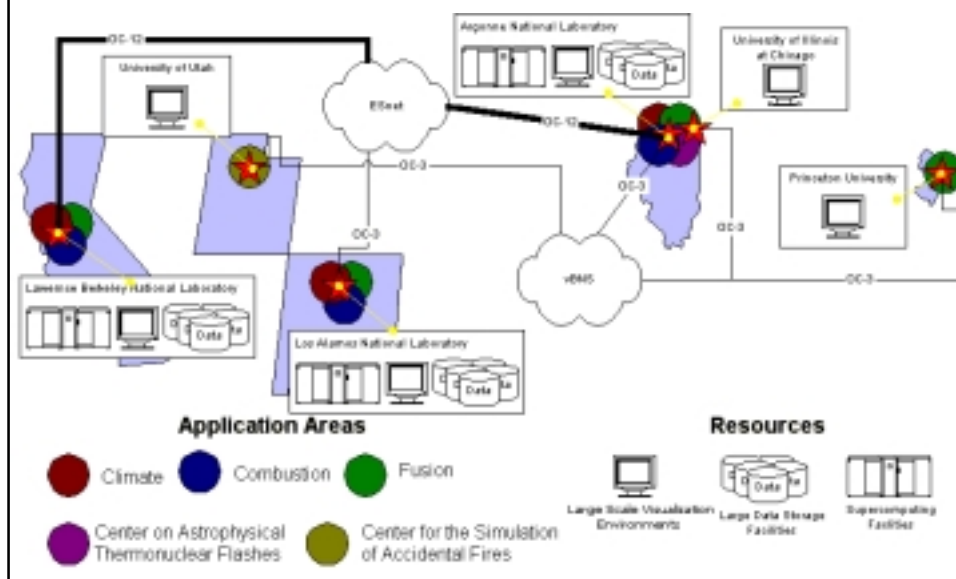 OC-12
University of Utah
ESnet
Argonne National Laboratory
Data
University of Illinois
at Chicago
OC-12
OC-3
OC-3
OC-3
OC-3
Princeton University
vBNS
OC-3
Lawrence Berkeley National Laboratory
Data
Los Alamos National Laboratory
Data
Application Areas
Resources
Climate
Combustion
Fusion
Data
Large Scale Visualization
Environments
Large Data Storage
Facilities
Supercomputing
Facilities
Center on Astrophysical
Thermonuclear Flashes
Center for the Simulation
of Accidental Fires